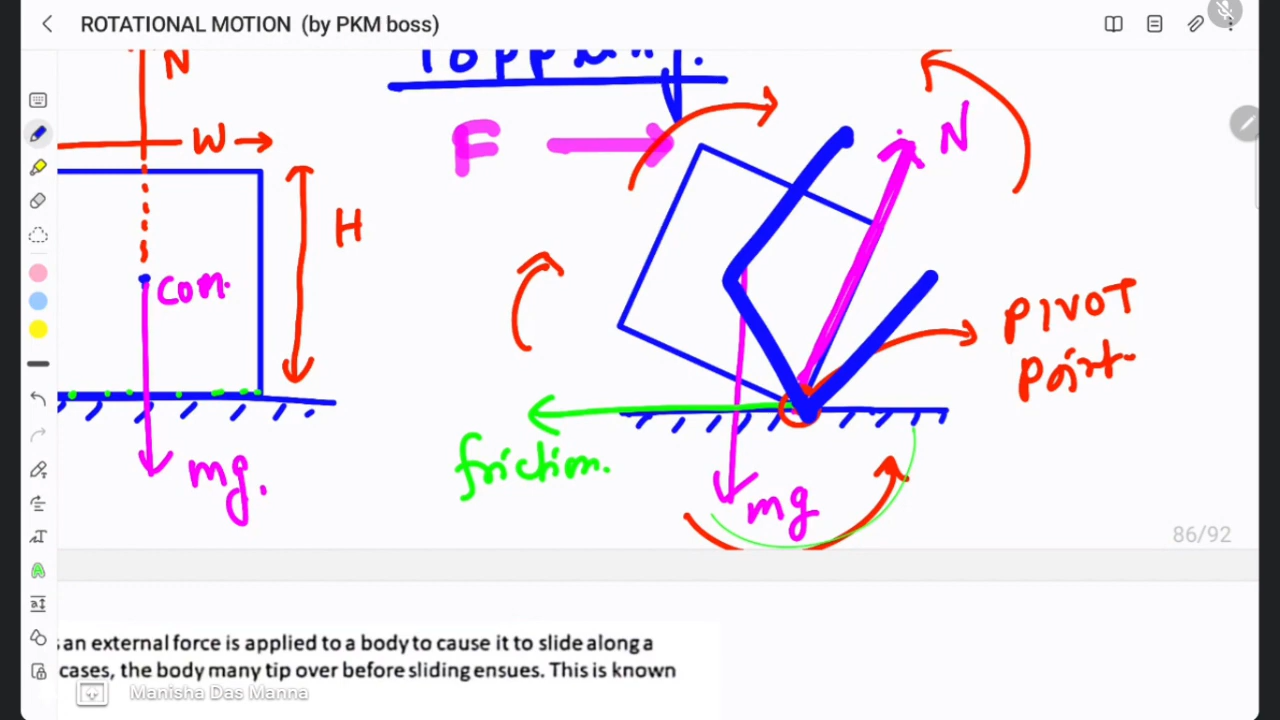 ROTATIONAL MOTION (by PKM boss)
Toppling.
N
W
H
com.
mg.
F
N
PIVOT
Point
friction.
mg
86/92
an external force is applied to a body to cause it to slide along a
cases, the body many tip over before sliding ensues. This is known
Manisha Das Manna